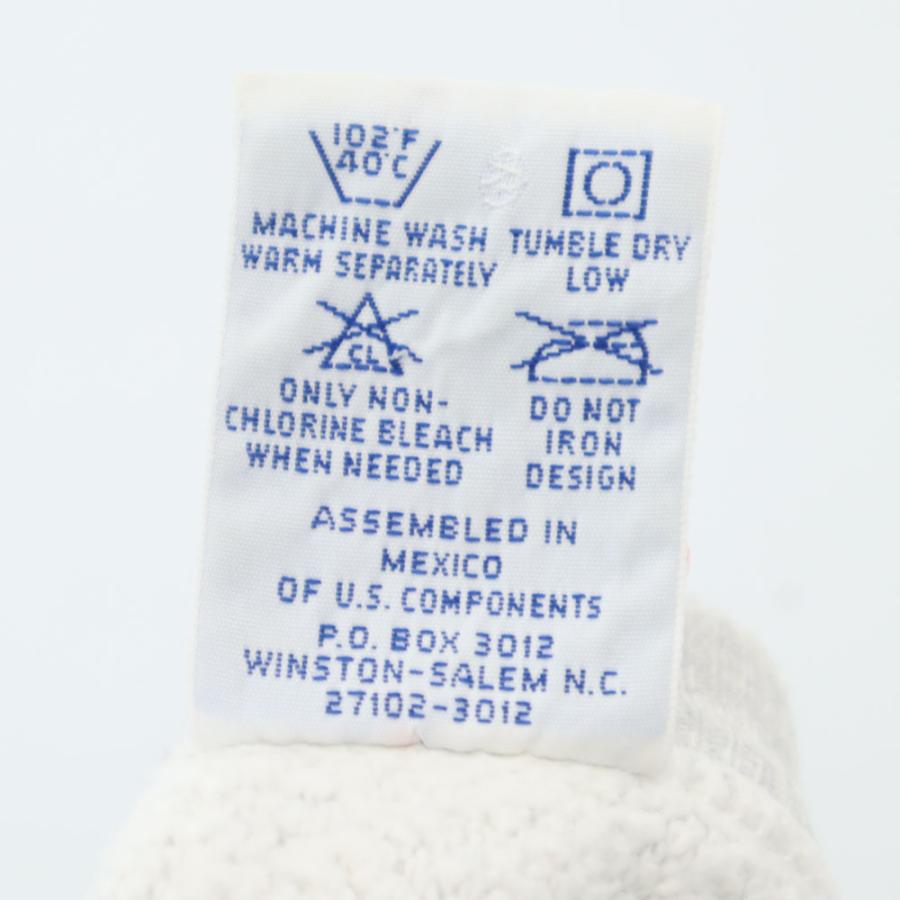 102°F
40°C
MACHINE WASH
WARM SEPARATELY
TUMBLE DRY
LOW
CL
ONLY NON-
CHLORINE BLEACH
WHEN NEEDED
DO NOT
IRON
DESIGN
ASSEMBLED IN
MEXICO
OF U.S. COMPONENTS
P.O. BOX 3012
WINSTON-SALEM N.C.
27102-3012